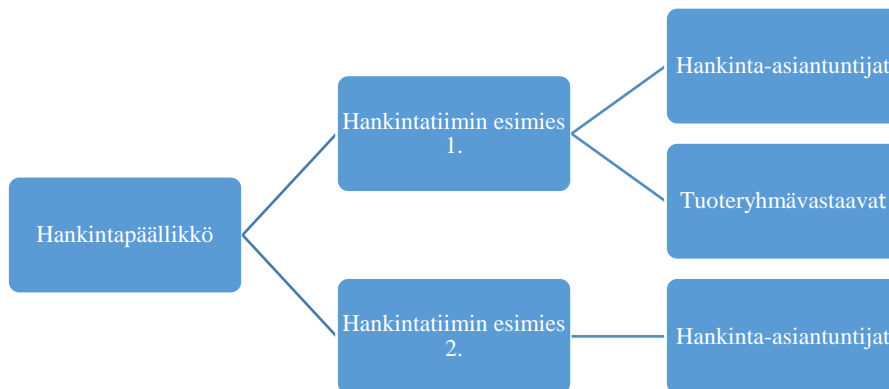 Hankintapäällikkö
Hankintatiimin esimies
1.
Hankintatiimin esimies
2.
Hankinta-asiantuntijat
Tuoteryhmävastaavat
Hankinta-asiantuntijat